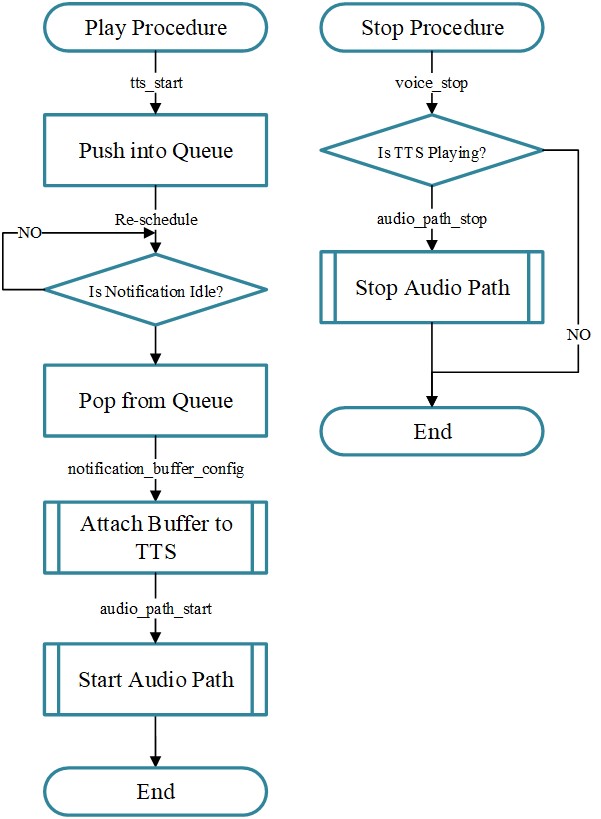 Play Procedure
tts_start
Push into Queue
Re-schedule
NO
Is Notification Idle?
Pop from Queue
notification_buffer_config
Attach Buffer to
TTS
audio_path_start
Start Audio Path
End
Stop Procedure
voice_stop
Is TTS Playing?
audio_path_stop
Stop Audio Path
NO
End